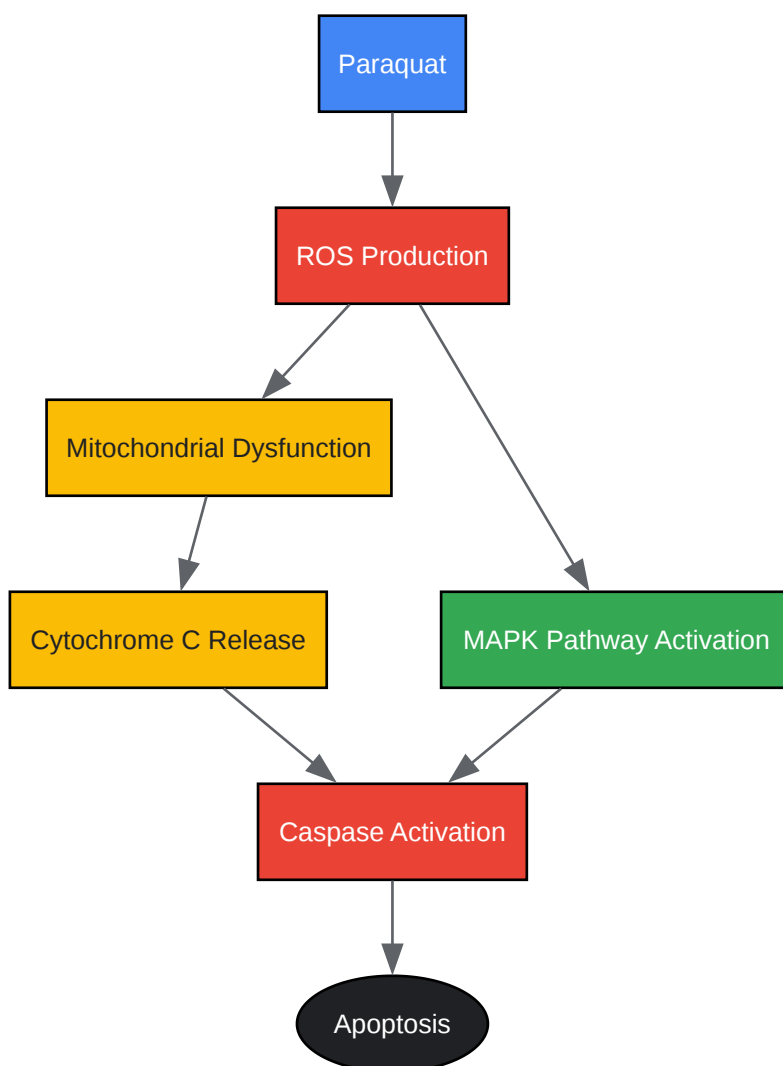 Paraquat
ROS Production
Mitochondrial Dysfunction
Cytochrome C Release
MAPK Pathway Activation
Caspase Activation
Apoptosis